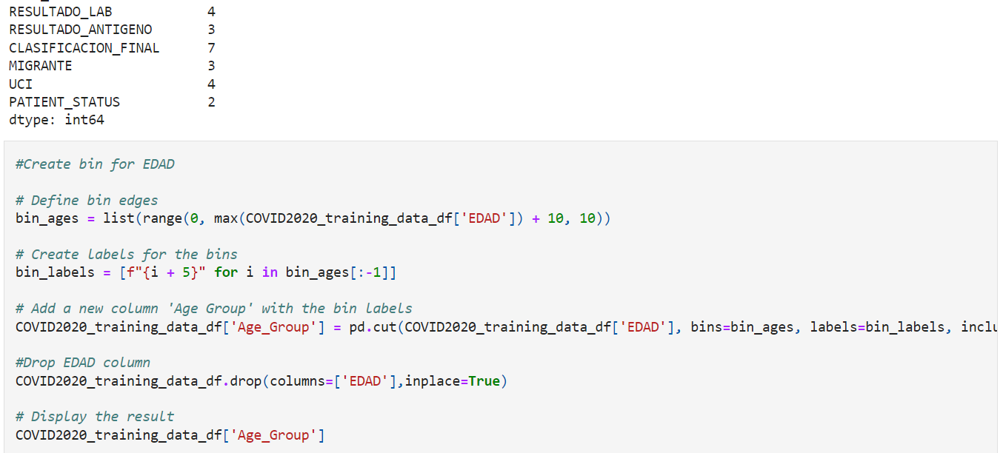 RESULTADO_LAB 4
RESULTADO_ANTIGENO 3
CLASIFICACION_FINAL 7
MIGRANTE 3
UCI 4
PATIENT_STATUS 2
dtype: int64
#Create bin for EDAD
# Define bin edges
bin_ages = list(range(0, max(COVID2020_training_data_df['EDAD']) + 10, 10))
# Create labels for the bins
bin_labels = [f"{i + 5}" for i in bin_ages[:-1]]
# Add a new column 'Age Group' with the bin labels
COVID2020_training_data_df['Age_Group'] = pd.cut(COVID2020_training_data_df['EDAD'], bins=bin_ages, labels=bin_labels, inclu
#Drop EDAD column
COVID2020_training_data_df.drop(columns=['EDAD'],inplace=True)
# Display the result
COVID2020_training_data_df['Age_Group']